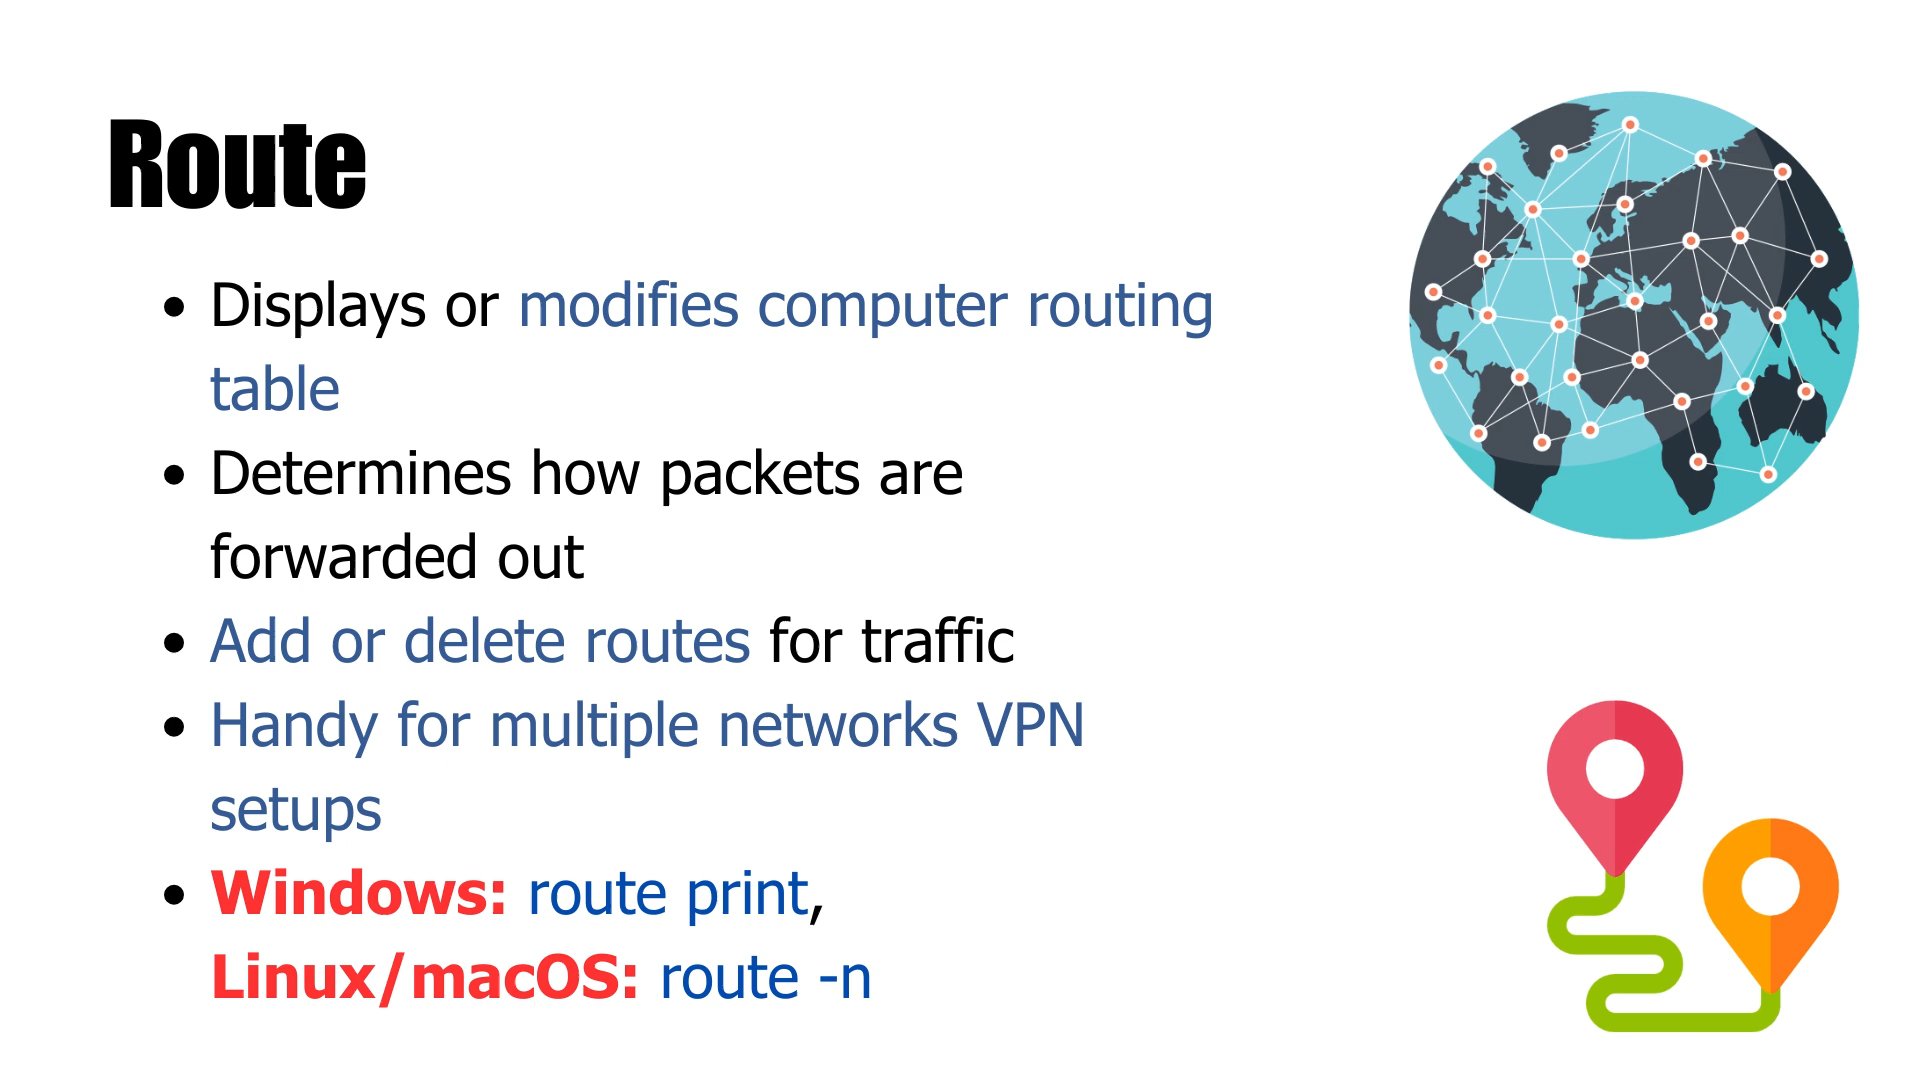 Route
• Displays or modifies computer routing
table
• Determines how packets are
forwarded out
• Add or delete routes for traffic
• Handy for multiple networks VPN
setups
• Windows: route print,
Linux/macOS: route -n